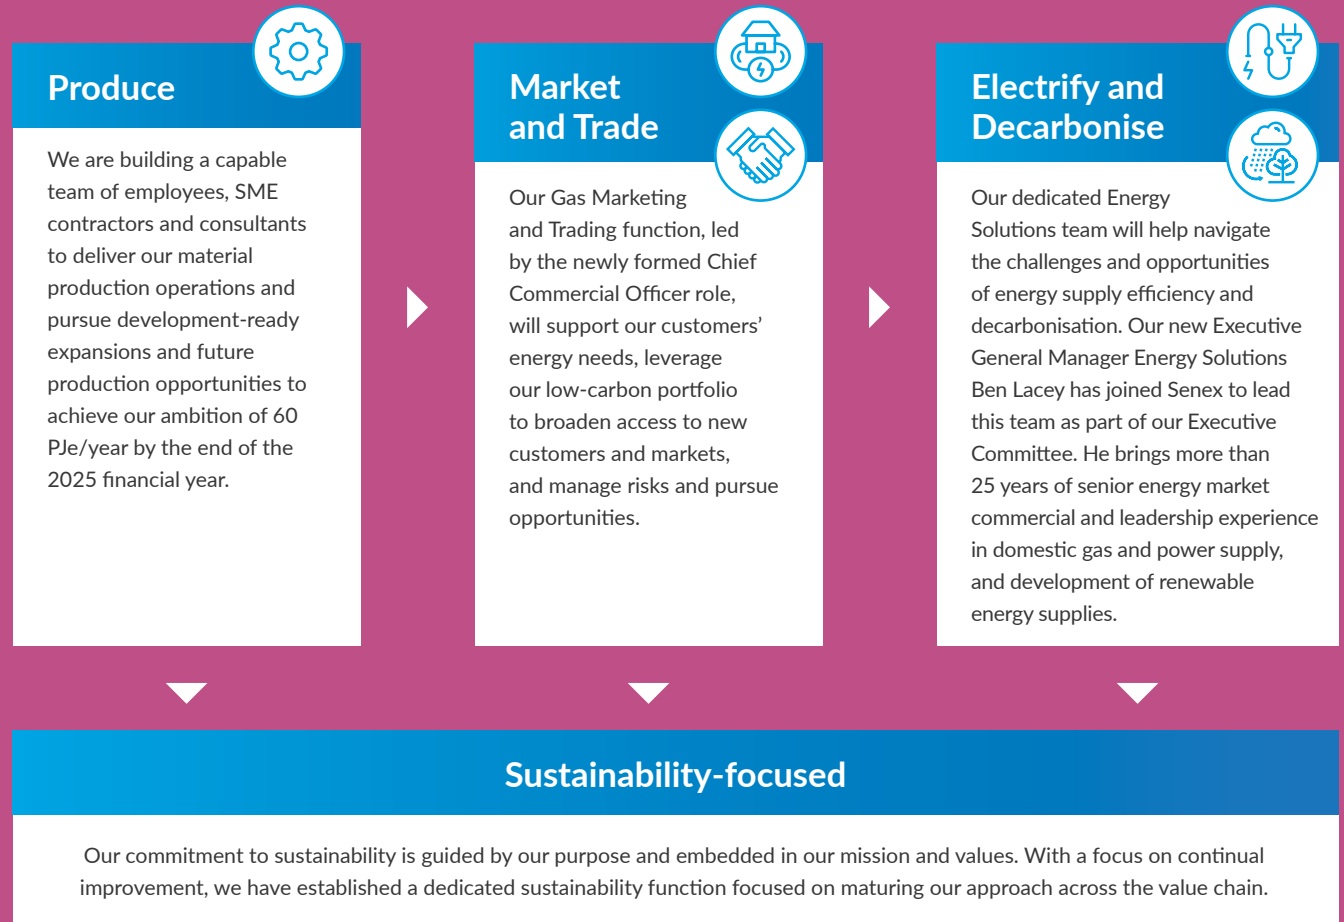 Produce
We are building a capable
team of employees, SME
contractors and consultants
to deliver our material
production operations and
pursue development-ready
expansions and future
production opportunities to
achieve our ambition of 60
PJe/year by the end of the
2025 financial year.
Market
and Trade
Our Gas Marketing
and Trading function, led
by the newly formed Chief
Commercial Officer role,
will support our customers’
energy needs, leverage
our low-carbon portfolio
to broaden access to new
customers and markets,
and manage risks and pursue
opportunities.
Electrify and
Decarbonise
Our dedicated Energy
Solutions team will help navigate
the challenges and opportunities
of energy supply efficiency and
decarbonisation. Our new Executive
General Manager Energy Solutions
Ben Lacey has joined Senex to lead
this team as part of our Executive
Committee. He brings more than
25 years of senior energy market
commercial and leadership experience
in domestic gas and power supply,
and development of renewable
energy supplies.
Sustainability-focused
Our commitment to sustainability is guided by our purpose and embedded in our mission and values. With a focus on continual
improvement, we have established a dedicated sustainability function focused on maturing our approach across the value chain.